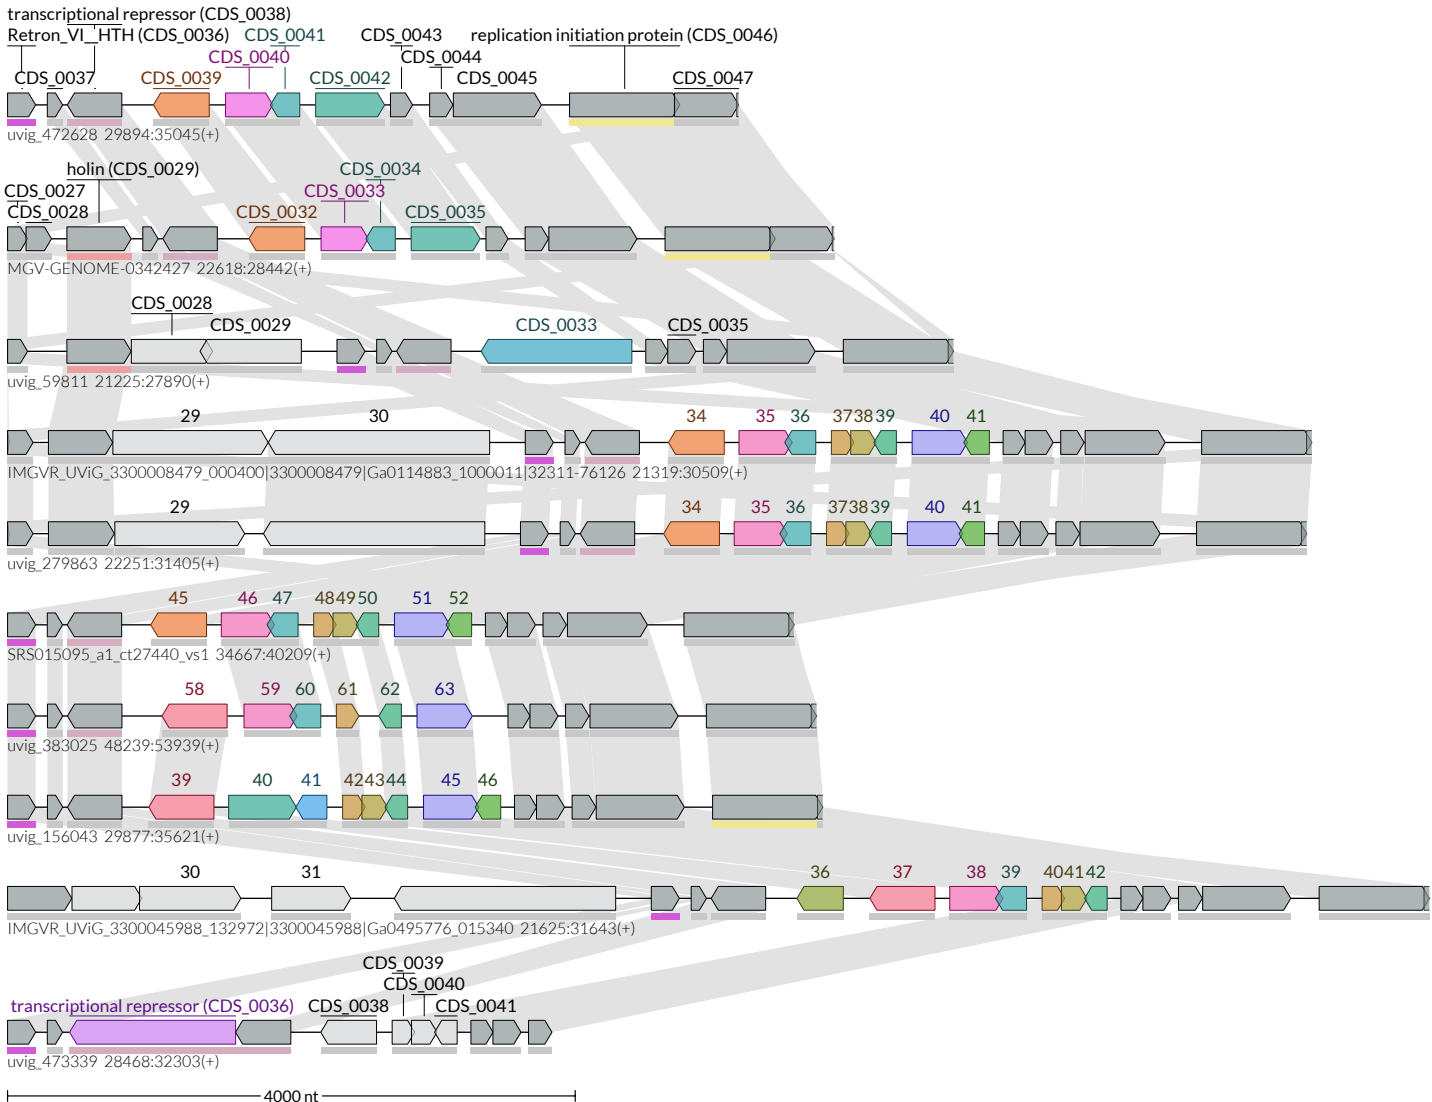 transcriptional repressor (CDS_0038)
Retron_VI__HTH (CDS_0036) CDS_0041 CDS_0043 replication initiation protein (CDS_0046)
CDS_0040 CDS_0044
CDS_0037 CDS_0039 CDS_0042 CDS_0045 CDS_0047
uvig_472628 29894:35045(+)
holin (CDS_0029) CDS_0034
CDS_0027 CDS_0033
CDS_0028 CDS_0032 CDS_0035
MGV-GENOME-0342427 22618:28442(+)
CDS_0028
CDS_0029 CDS_0033 CDS_0035
uvig_59811 21225:27890(+)
29 30 34 35 36 37 38 39 40 41
IMGVR_UViG_3300008479_000400|3300008479|Ga0114883_1000011|32311-76126 21319:30509(+)
29 34 35 36 37 38 39 40 41
uvig_279863 22251:31405(+)
45 46 47 48 49 50 51 52
SRS015095_a1_ct27440_vs1 34667:40209(+)
58 59 60 61 62 63
uvig_383025 48239:53939(+)
39 40 41 42 43 44 45 46
uvig_156043 29877:35621(+)
30 31 36 37 38 39 40 41 42
IMGVR_UViG_3300045988_132972|3300045988|Ga0495776_015340 21625:31643(+)
CDS_0039
CDS_0040
transcriptional repressor (CDS_0036) CDS_0038 CDS_0041
uvig_473339 28468:32303(+)
4000 nt